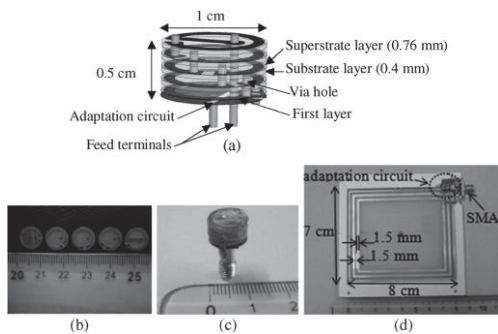 1 cm
0.5 cm
Superstrate layer (0.76 mm)
Substrate layer (0.4 mm)
Via hole
First layer
Adaptation circuit
Feed terminals
(a)
20 21 22 23 24 25
(b)
0 1 2
(c)
adaptation circuit
SMA
7 cm
1.5 mm
1.5 mm
8 cm
(d)